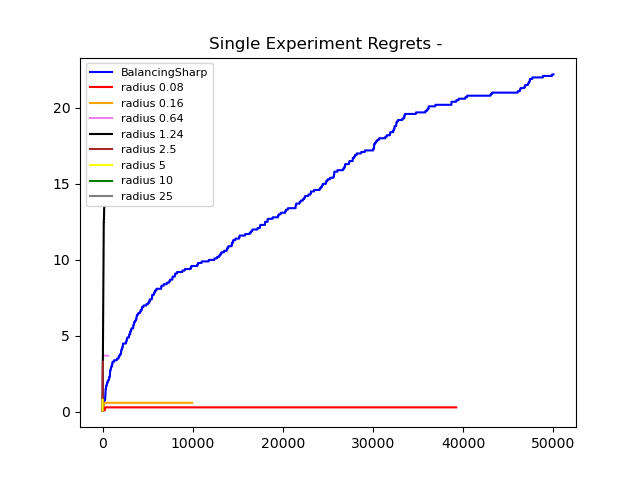 Single Experiment Regrets -
BalancingSharp
radius 0.08
radius 0.16
radius 0.64
radius 1.24
radius 2.5
radius 5
radius 10
radius 25
20
15
10
5
0
0 10000 20000 30000 40000 50000